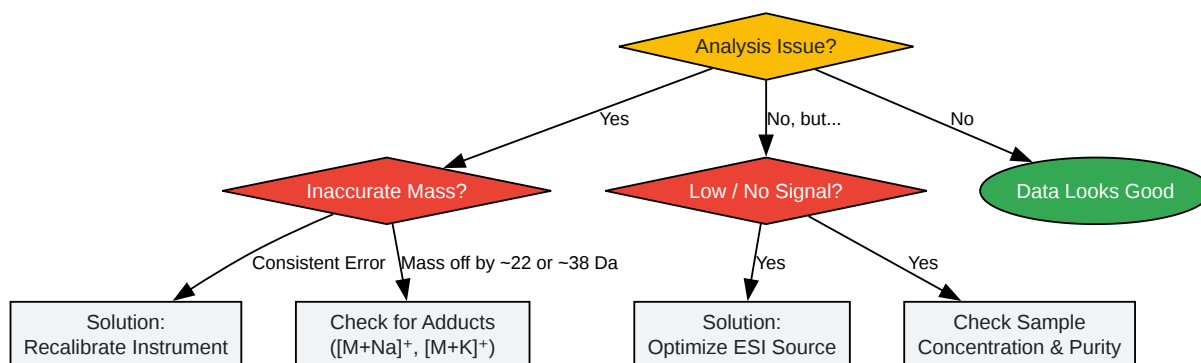 Analysis Issue?
Yes
No, but...
No
Inaccurate Mass?
Low / No Signal?
Data Looks Good
Consistent Error
Mass off by ~22 or ~38 Da
Yes
Yes
Solution:
Recalibrate Instrument
Check for Adducts
([M+Na]⁺, [M+K]⁺)
Solution:
Optimize ESI Source
Check Sample
Concentration & Purity